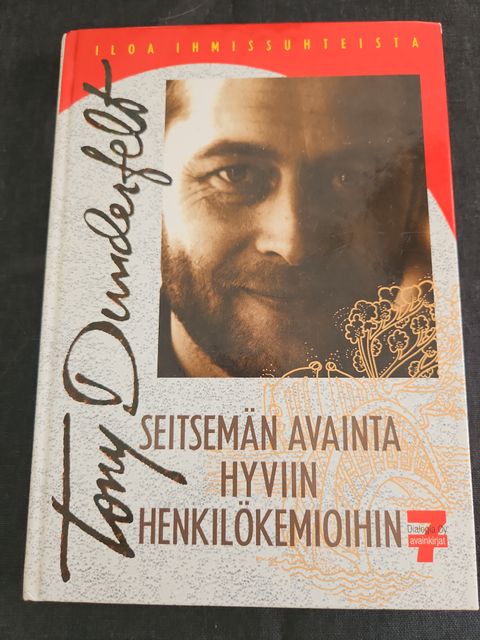 ILOA IHMISSUHTEISTA
Tony Dunderfelt
SEITSEMÄN AVAINTA
HYVIIN
HENKILÖKEMIOIHIN
7
Dialogia Oy
avainkirjat